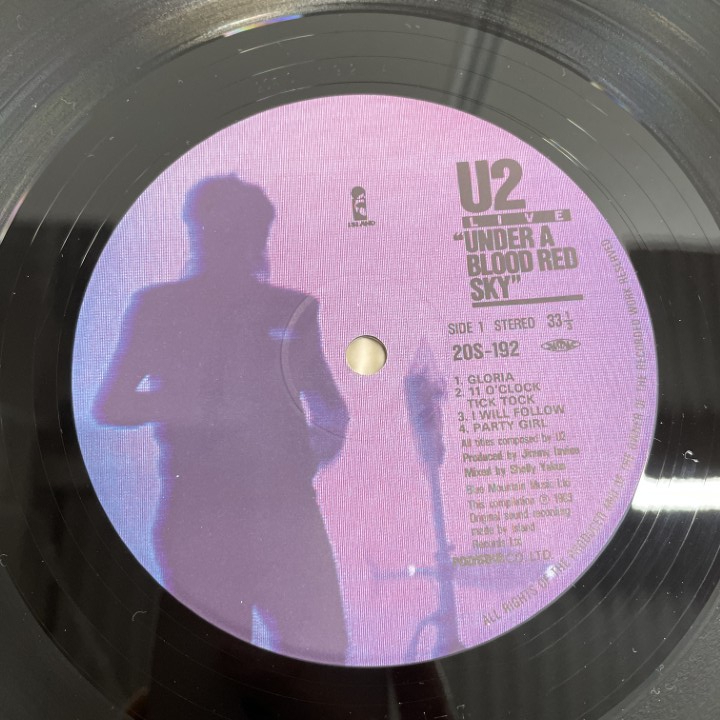 ISLAND
U2
LIVE
"UNDER A
BLOOD RED
SKY"
SIDE 1 STEREO 33⅓
20S-192
1. GLORIA
2. 11 O'CLOCK
TICK TOCK
3. I WILL FOLLOW
4. PARTY GIRL
All titles composed by U2
Produced by Jimmy Iovine
Mixed by Shelly Yakus
Blue Mountain Music Ltd
This compilation Ⓟ 1983
Original sound recording
made by Island
Records Ltd
CO. LTD.
ALL RIGHTS OF THE PRODUCER AND OF THE OWNER OF THE RECORDED WORK RESERVED